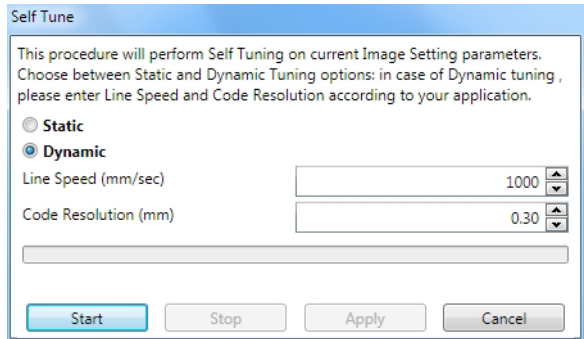 Self Tune
This procedure will perform Self Tuning on current Image Setting parameters.
Choose between Static and Dynamic Tuning options: in case of Dynamic tuning ,
please enter Line Speed and Code Resolution according to your application.
Static
Dynamic
Line Speed (mm/sec) 1000
Code Resolution (mm) 0.30
Start Stop Apply Cancel